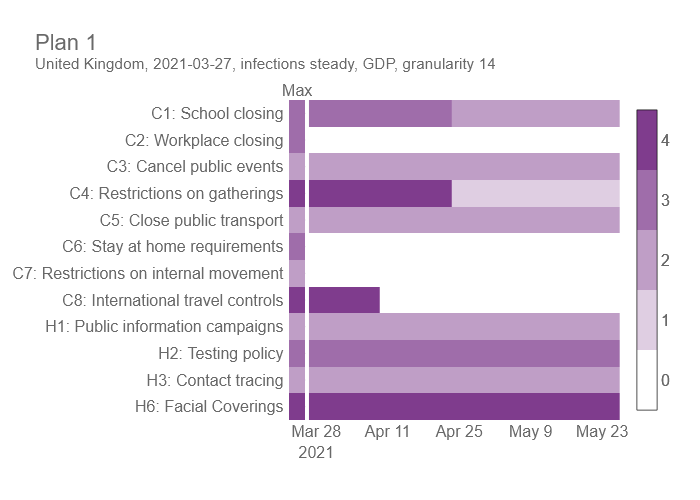 Plan 1
United Kingdom, 2021-03-27, infections steady, GDP, granularity 14
Max
C1: School closing
C2: Workplace closing
C3: Cancel public events
C4: Restrictions on gatherings
C5: Close public transport
C6: Stay at home requirements
C7: Restrictions on internal movement
C8: International travel controls
H1: Public information campaigns
H2: Testing policy
H3: Contact tracing
H6: Facial Coverings
4
3
2
1
0
Mar 28 Apr 11 Apr 25 May 9 May 23
2021